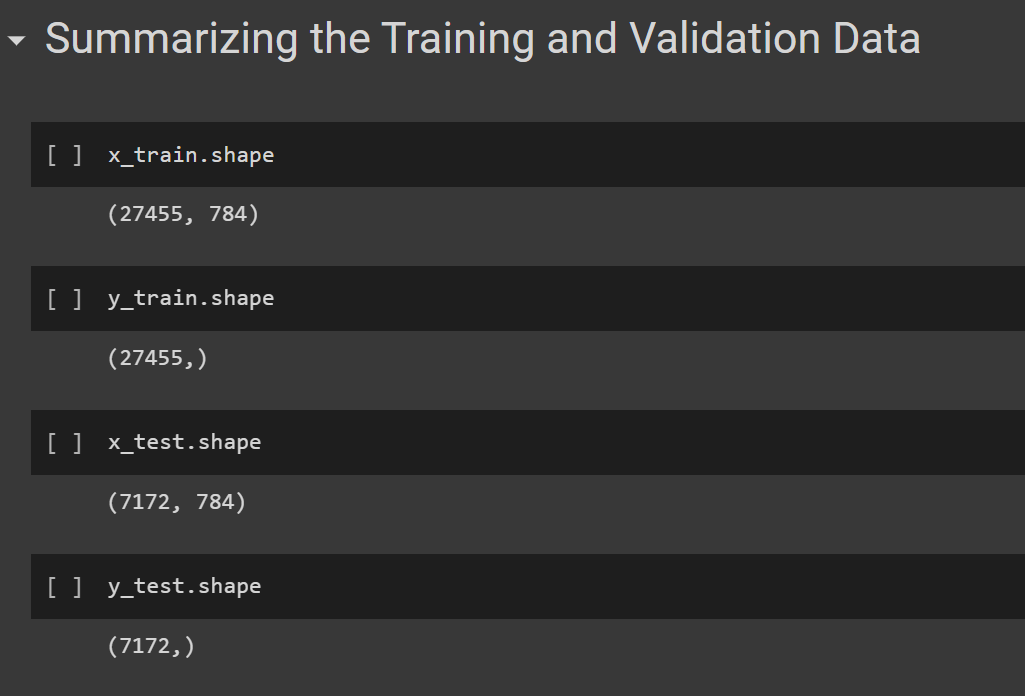 Summarizing the Training and Validation Data
[ ] x_train.shape
(27455, 784)
[ ] y_train.shape
(27455,)
[ ] x_test.shape
(7172, 784)
[ ] y_test.shape
(7172,)